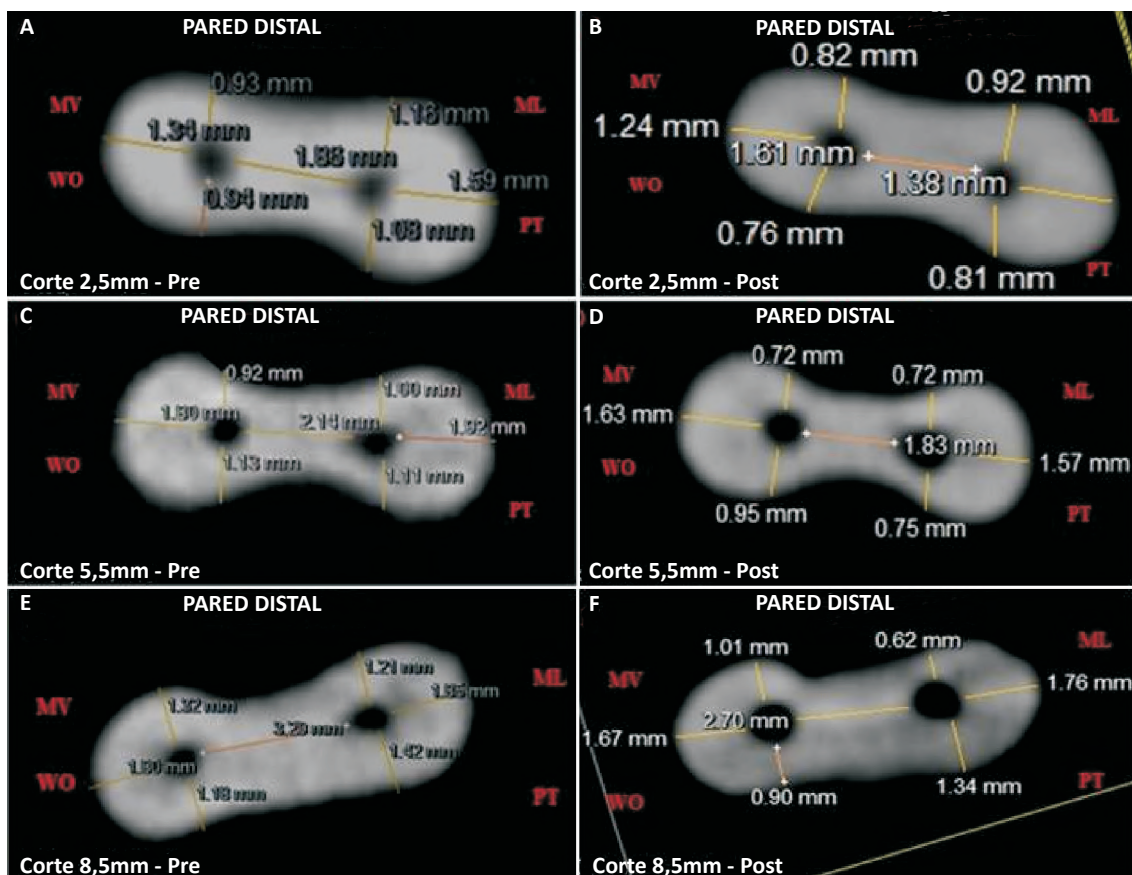 A PARED DISTAL
0.93 mm
MV
1.16 mm
ML
1.34 mm
WO
0.94 mm
1.59 mm
1.03 mm
PT
Corte 2,5mm - Pre
B PARED DISTAL
0.82 mm
MV
0.92 mm
ML
1.24 mm
1.61 mm
WO
1.38 mm
0.76 mm
PT
0.81 mm
Corte 2,5mm - Post
C PARED DISTAL
MV
0.92 mm
1.00 mm
ML
2.14 mm
1.92 mm
WO
1.13 mm
1.11 mm
PT
Corte 5,5mm - Pre
D PARED DISTAL
0.72 mm
0.72 mm
MV
ML
1.63 mm
1.83 mm
WO
1.57 mm
0.95 mm
0.75 mm
PT
Corte 5,5mm - Post
E PARED DISTAL
1.21 mm
ML
MV
1.32 mm
3.29 mm
1.42 mm
WO
1.18 mm
PT
Corte 8,5mm - Pre
F PARED DISTAL
1.01 mm
0.62 mm
ML
MV
1.76 mm
2.70 mm
1.67 mm
WO
0.90 mm
1.34 mm
PT
Corte 8,5mm - Post